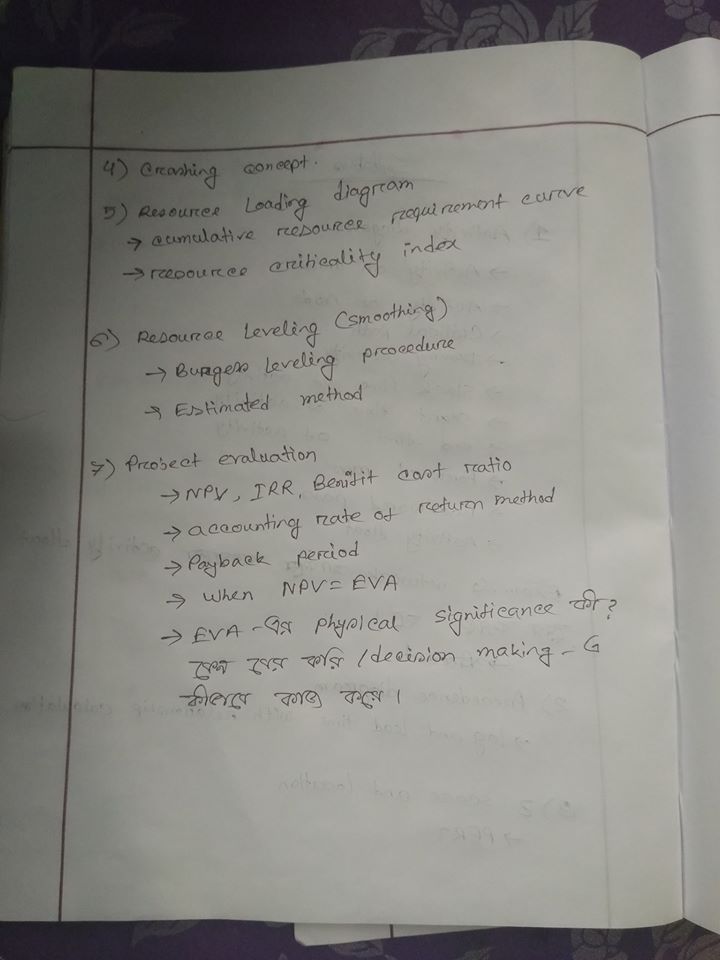 4) Crashing concept.
5) Resource Loading diagram
→ cumulative resource requirement curve
→ resource criticality index
6) Resource Leveling (smoothing)
→ Burgess Leveling procedure
→ Estimated method
7) Project evaluation
→ NPV, IRR, Benifit cost ratio
→ accounting rate of return method
→ Payback period
→ when NPV = EVA
→ EVA-এর physical significance কী?
কেন বের করি / decision making - এ
কীভাবে কাজ করে।